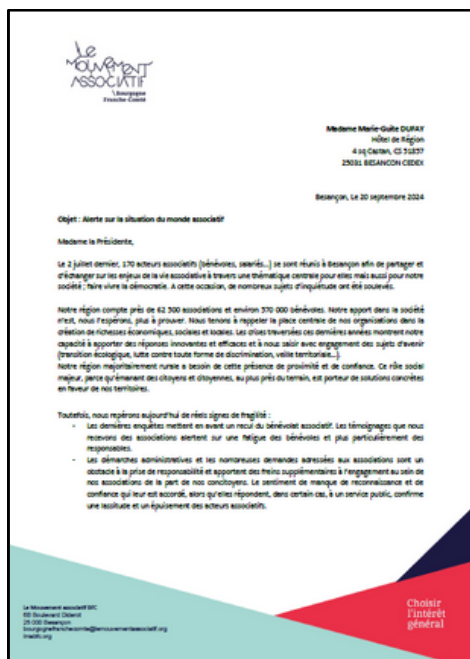 Le
Mouvement
Associatif
Bourgogne
Franche-Comté
Madame Marie-Guite DUFAY
Hôtel de Région
4 sq Castan, CS 51857
25031 BESANCON CEDEX
Besançon, Le 20 septembre 2024
Objet : Alerte sur la situation du monde associatif
Madame la Présidente,
Le 2 juillet dernier, 170 acteurs associatifs (bénévoles, salariés…) se sont réunis à Besançon afin de partager et
d'échanger sur les enjeux de la vie associative à travers une thématique centrale pour elles mais aussi pour notre
société : faire vivre la démocratie. A cette occasion, de nombreux sujets d'inquiétude ont été soulevés.
Notre région compte près de 62 500 associations et environ 570 000 bénévoles. Notre apport dans la société
n'est, nous l'espérons, plus à prouver. Nous tenons à rappeler la place centrale de nos organisations dans la
création de richesses économiques, sociales et locales. Les crises traversées ces dernières années montrent notre
capacité à apporter des réponses innovantes et efficaces et à nous saisir avec engagement des sujets d'avenir
(transition écologique, lutte contre toute forme de discrimination, veille territoriale…).
Notre région majoritairement rurale a besoin de cette présence de proximité et de confiance. Ce rôle social
majeur, parce qu'émanant des citoyens et citoyennes, au plus près du terrain, est porteur de solutions concrètes
en faveur de nos territoires.
Toutefois, nous repérons aujourd'hui de réels signes de fragilité :
- Les dernières enquêtes mettent en avant un recul du bénévolat associatif. Les témoignages que nous
recevons des associations alertent sur une fatigue des bénévoles et plus particulièrement des
responsables.
- Les démarches administratives et les nombreuses demandes adressées aux associations sont un
obstacle à la prise de responsabilité et apportent des freins supplémentaires à l'engagement au sein de
nos associations de la part de nos concitoyens. Le sentiment de manque de reconnaissance et de
confiance qui leur est accordé, alors qu'elles répondent, dans certain cas, à un service public, confirme
une lassitude et un épuisement des acteurs associatifs.
Choisir
l'intérêt
général
Le Mouvement associatif BFC
Boulevard Diderot
25 000 Besançon
bourgognefranchecomte@lemouvementassociatif.org
lmabfc.org